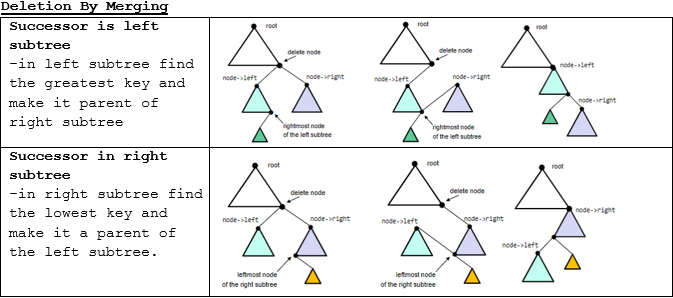 Deletion By Merging
Successor is left
subtree
-in left subtree find
the greatest key and
make it parent of
right subtree
root
delete node
node->left
node->right
rightmost node
of the left subtree
root
delete node
node->left
node->right
rightmost node
of the left subtree
root
node->left
node->right
Successor in right
subtree
-in right subtree find
the lowest key and
make it a parent of
the left subtree.
root
delete node
node->left
node->right
leftmost node
of the right subtree
root
delete node
node->left
node->right
leftmost node
of the right subtree
root
node->right
node->left